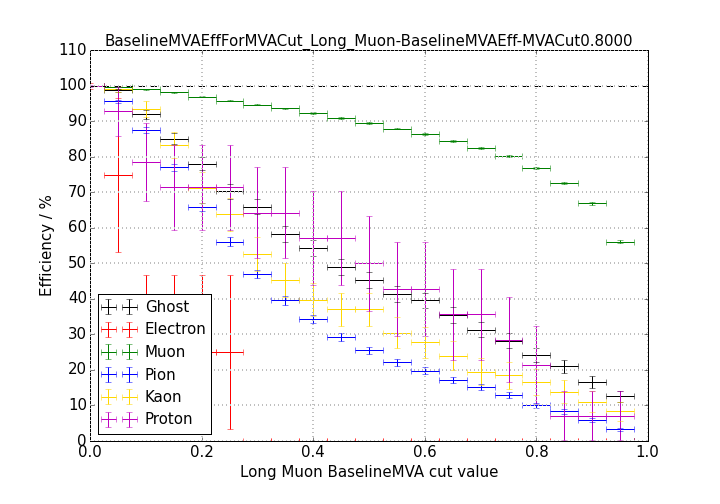 BaselineMVAEffForMVACut_Long_Muon-BaselineMVAEff-MVACut0.8000
110
100
90
80
70
60
50
40
30
20
10
0
Efficiency / %
Ghost
Electron
Muon
Pion
Kaon
Proton
0.0 0.2 0.4 0.6 0.8 1.0
Long Muon BaselineMVA cut value